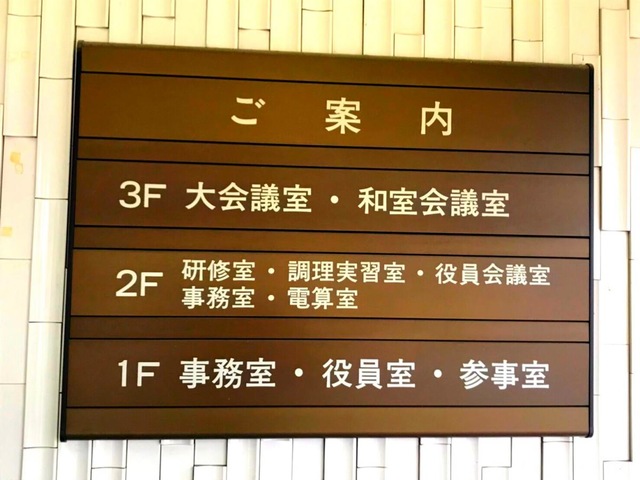 ご案内
3F 大会議室・和室会議室
2F 研修室・調理実習室・役員会議室
事務室・電算室
1F 事務室・役員室・参事室